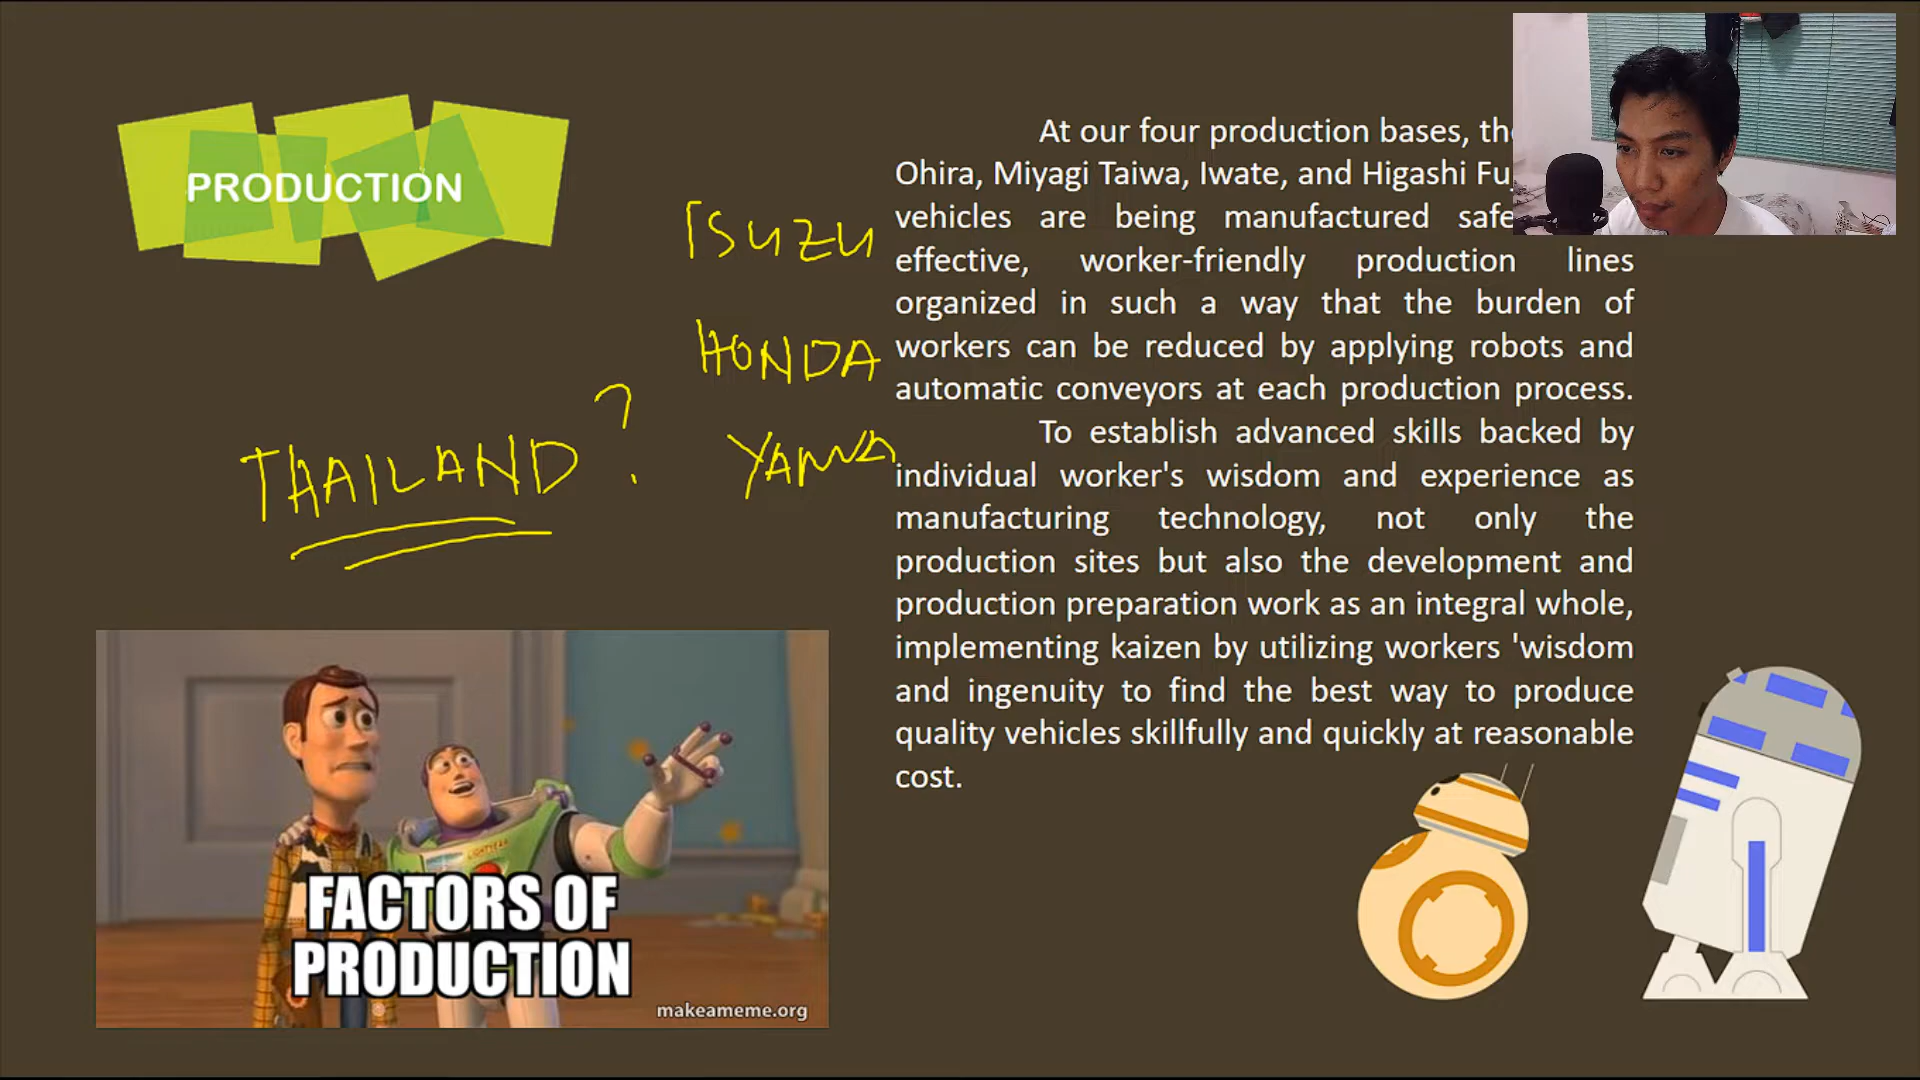 PRODUCTION
ISUZU
HONDA
THAILAND?
At our four production bases,
Ohira, Miyagi Taiwa, Iwate, and Higashi
vehicles are being manufactured
effective, worker-friendly production lines
organized in such a way that the burden of
workers can be reduced by applying robots and
automatic conveyors at each production process.
To establish advanced skills backed by
individual worker's wisdom and experience as
manufacturing technology, not only the
production sites but also the development and
production preparation work as an integral whole,
implementing kaizen by utilizing workers 'wisdom
and ingenuity to find the best way to produce
quality vehicles skillfully and quickly at reasonable
cost.
FACTORS OF
PRODUCTION
makeameme.org